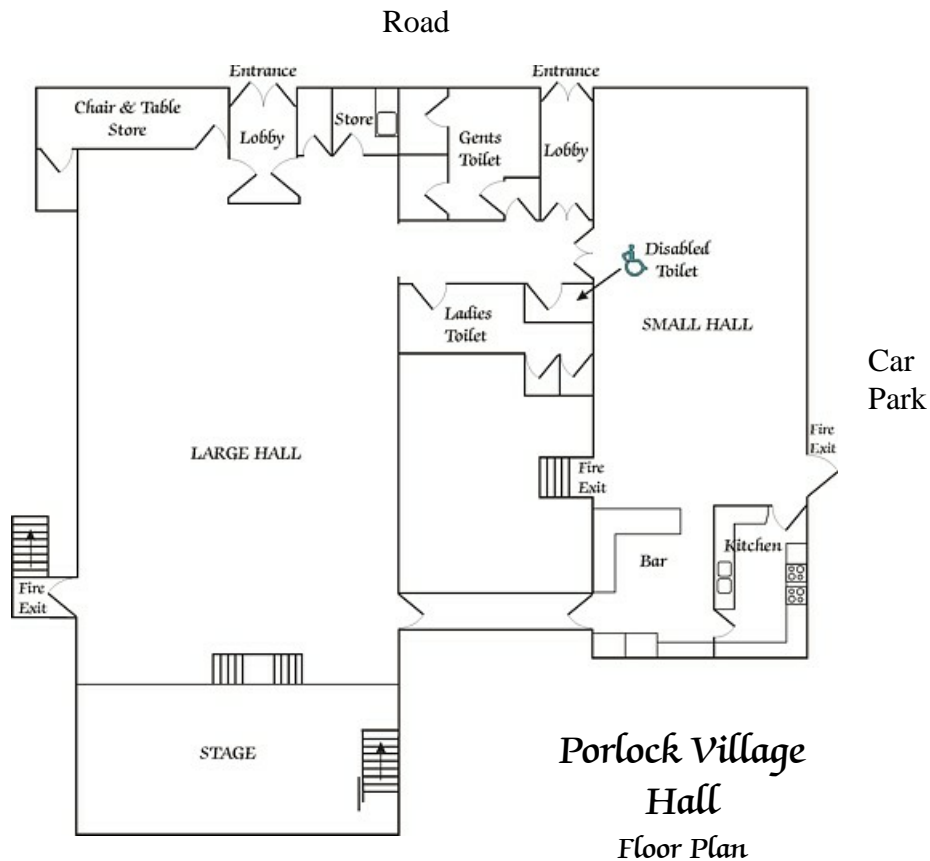 Road
Entrance
Entrance
Chair & Table
Store
Lobby
Store
Gents
Toilet
Lobby
Disabled
Toilet
Ladies
Toilet
SMALL HALL
Car
Park
LARGE HALL
Fire
Exit
Fire
Exit
Bar
Kitchen
Fire
Exit
STAGE
Porlock Village
Hall
Floor Plan